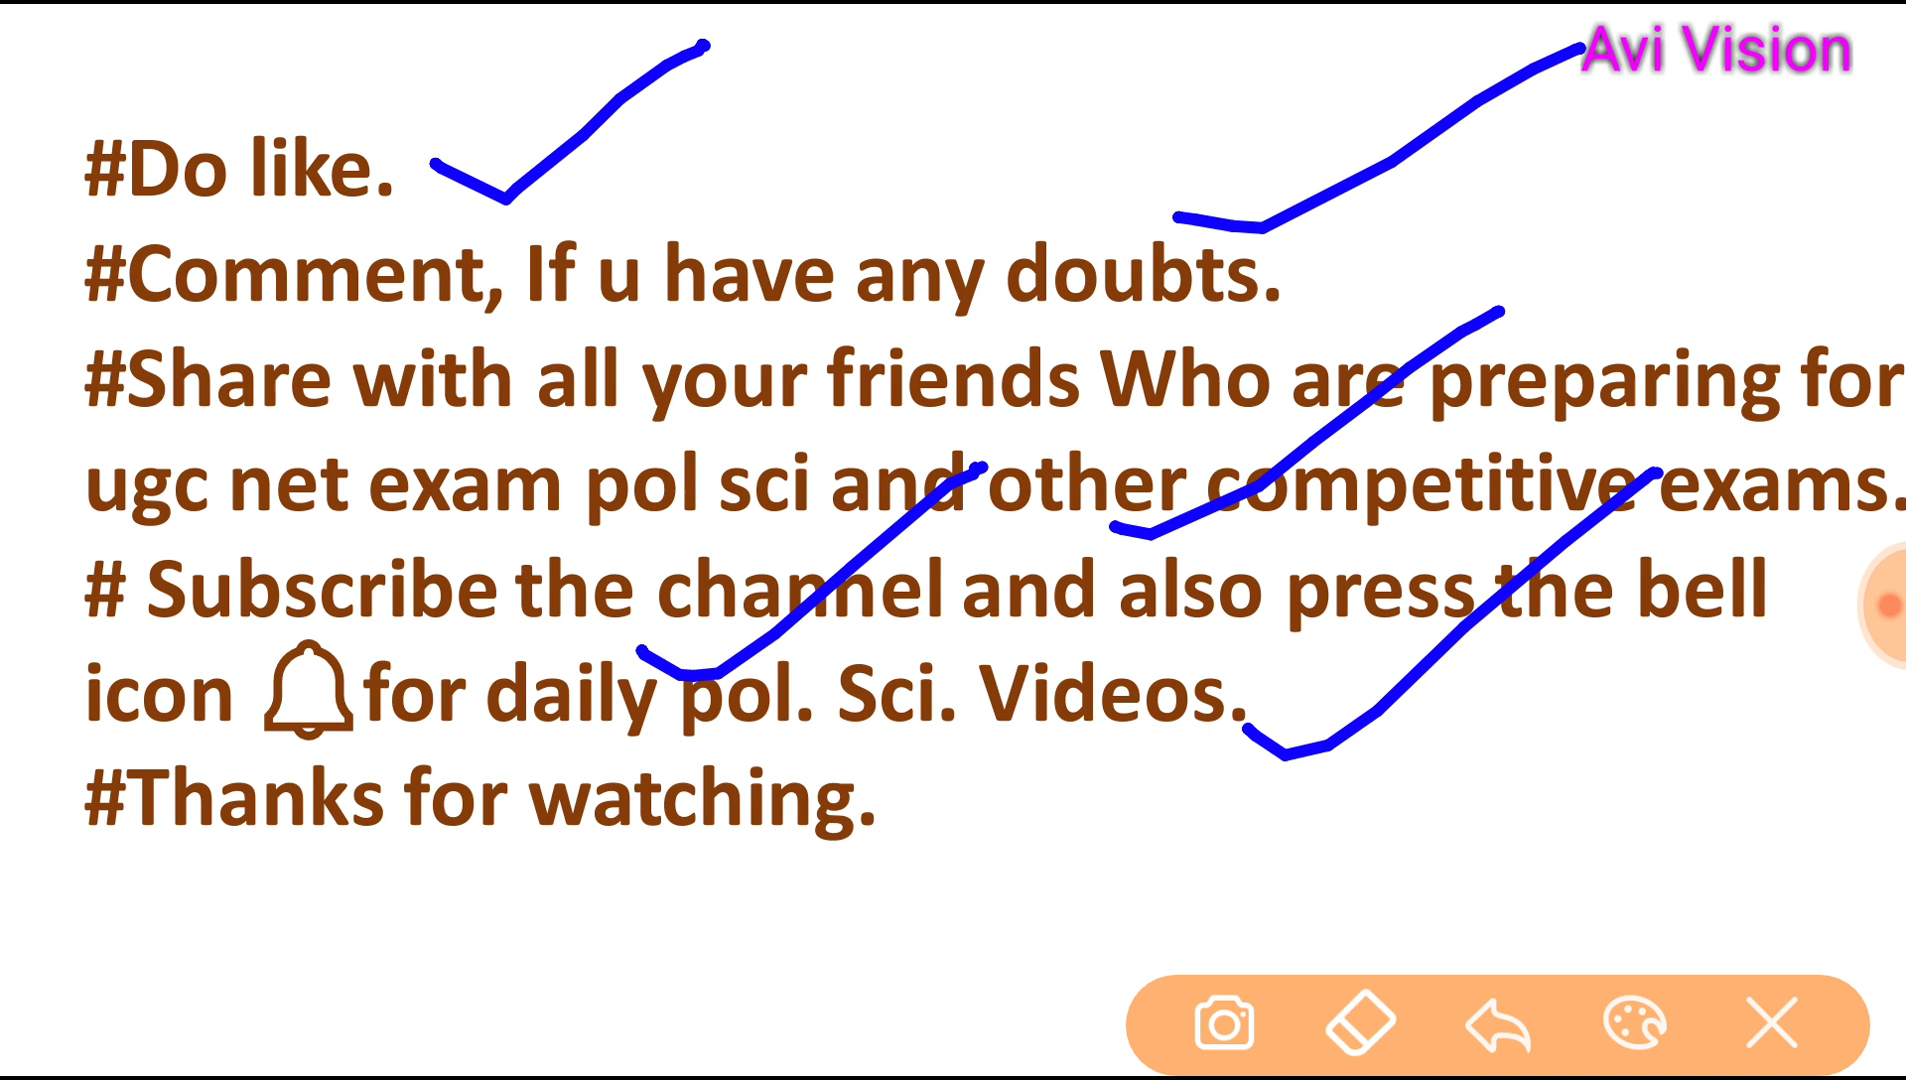 Avi Vision
#Do like.
#Comment, If u have any doubts.
#Share with all your friends Who are preparing for
ugc net exam pol sci and other competitive exams.
# Subscribe the channel and also press the bell
icon for daily pol. Sci. Videos.
#Thanks for watching.